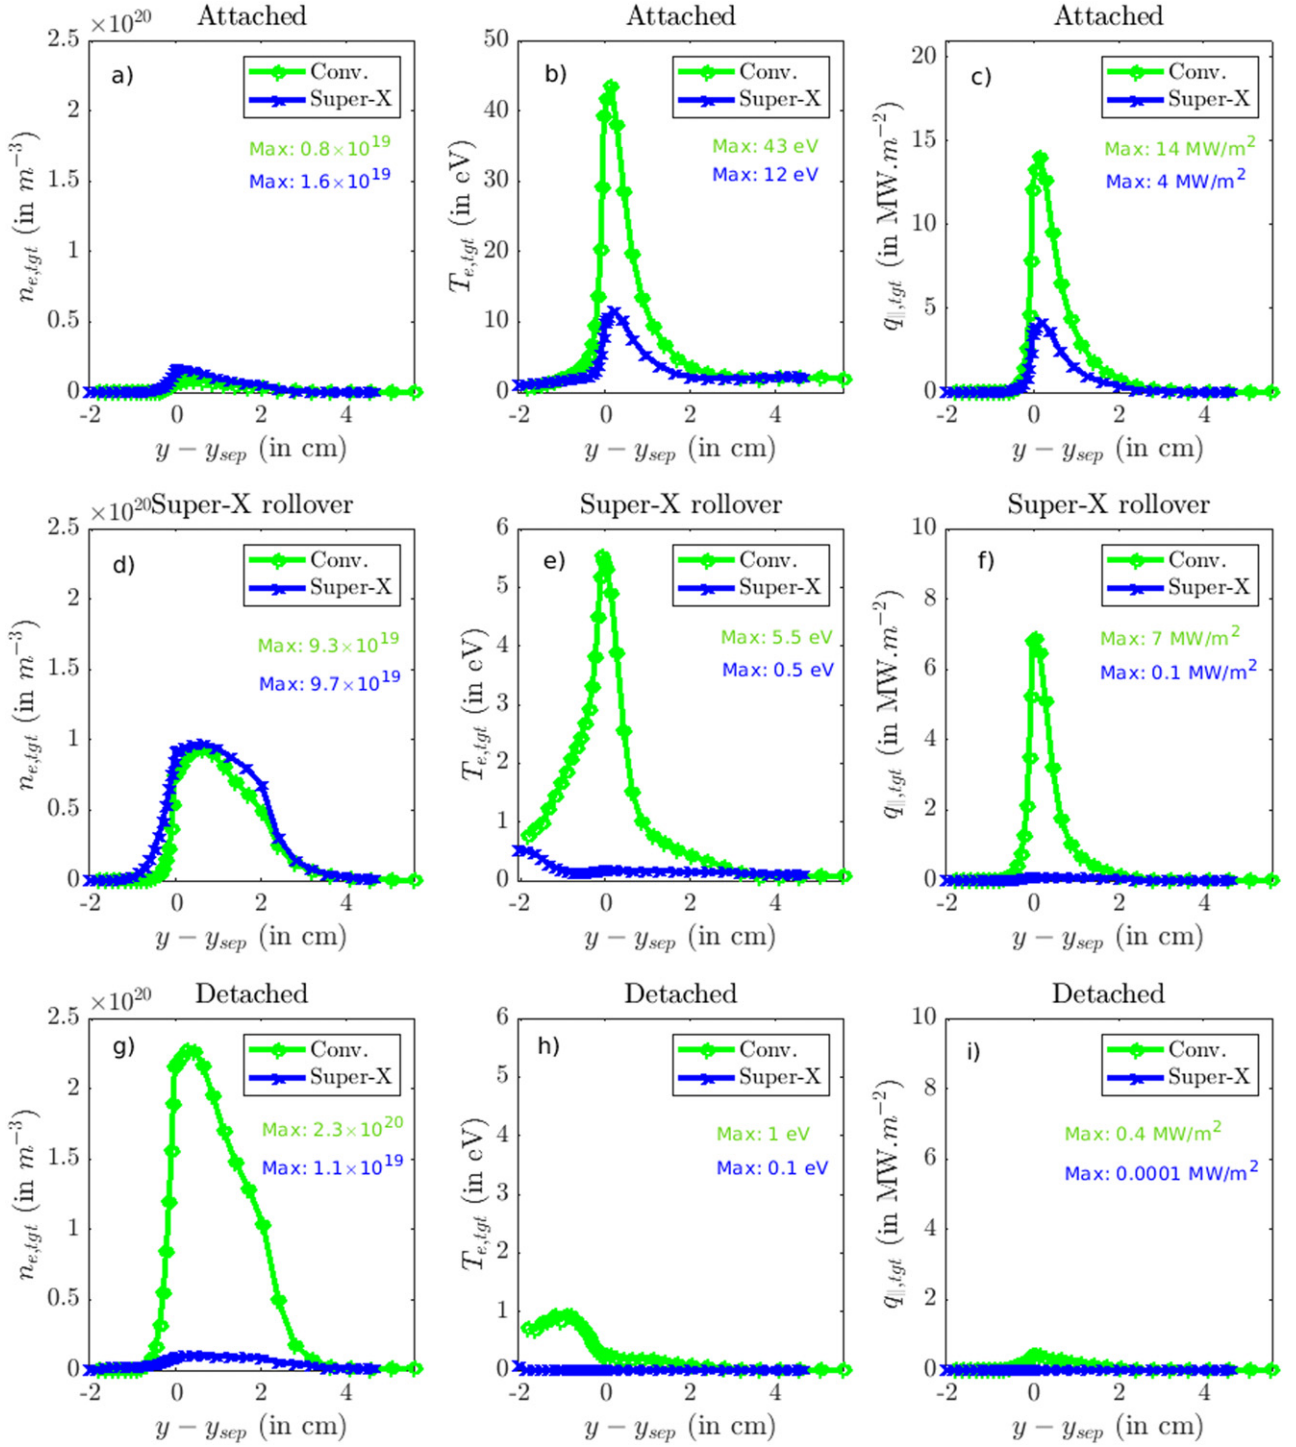 ×10^20 Attached
a)
Conv.
Super-X
Max: 0.8×10^19
Max: 1.6×10^19
n_e,tgt (in m^−3)
2.5
2
1.5
1
0.5
0
-2 0 2 4
y − y_sep (in cm)
Attached
b)
Conv.
Super-X
Max: 43 eV
Max: 12 eV
T_e,tgt (in eV)
50
40
30
20
10
0
-2 0 2 4
y − y_sep (in cm)
Attached
c)
Conv.
Super-X
Max: 14 MW/m^2
Max: 4 MW/m^2
q_||,tgt (in MW.m^−2)
20
15
10
5
0
-2 0 2 4
y − y_sep (in cm)
×10^20 Super-X rollover
d)
Conv.
Super-X
Max: 9.3×10^19
Max: 9.7×10^19
n_e,tgt (in m^−3)
2.5
2
1.5
1
0.5
0
-2 0 2 4
y − y_sep (in cm)
Super-X rollover
e)
Conv.
Super-X
Max: 5.5 eV
Max: 0.5 eV
T_e,tgt (in eV)
6
5
4
3
2
1
0
-2 0 2 4
y − y_sep (in cm)
Super-X rollover
f)
Conv.
Super-X
Max: 7 MW/m^2
Max: 0.1 MW/m^2
q_||,tgt (in MW.m^−2)
10
8
6
4
2
0
-2 0 2 4
y − y_sep (in cm)
×10^20 Detached
g)
Conv.
Super-X
Max: 2.3×10^20
Max: 1.1×10^19
n_e,tgt (in m^−3)
2.5
2
1.5
1
0.5
0
-2 0 2 4
y − y_sep (in cm)
Detached
h)
Conv.
Super-X
Max: 1 eV
Max: 0.1 eV
T_e,tgt (in eV)
6
5
4
3
2
1
0
-2 0 2 4
y − y_sep (in cm)
Detached
i)
Conv.
Super-X
Max: 0.4 MW/m^2
Max: 0.0001 MW/m^2
q_||,tgt (in MW.m^−2)
10
8
6
4
2
0
-2 0 2 4
y − y_sep (in cm)